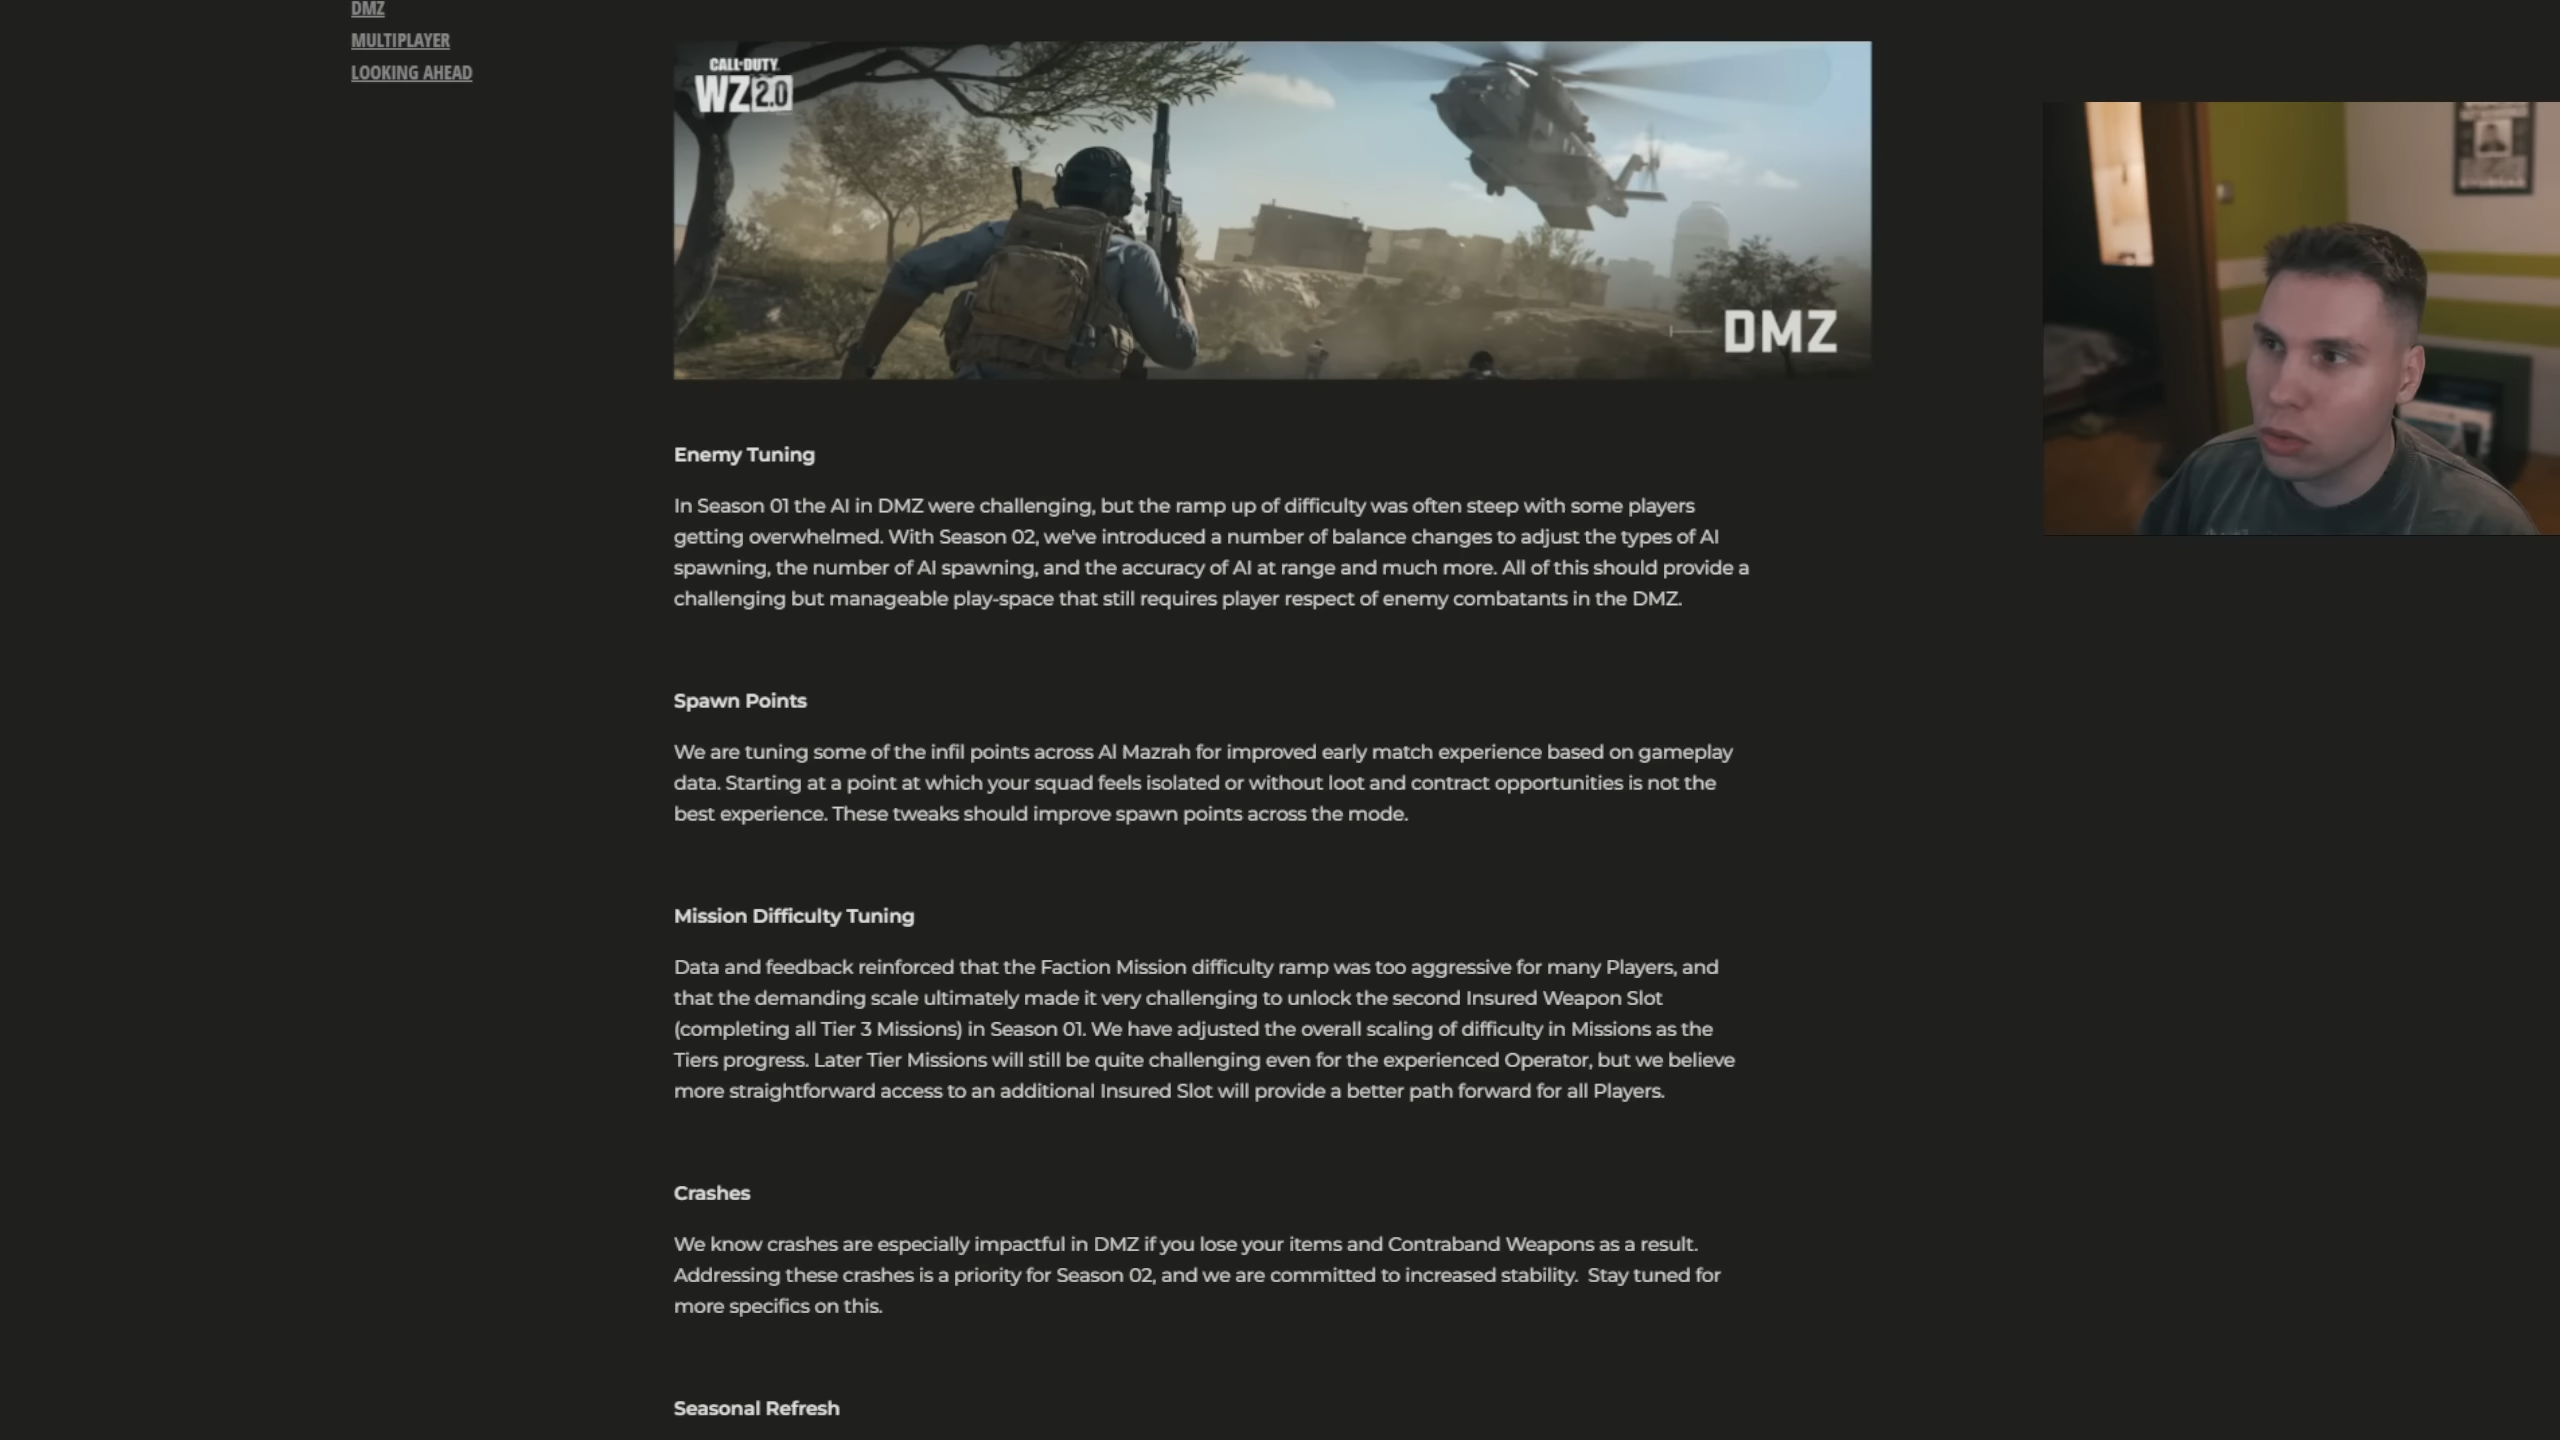 DMZ
MULTIPLAYER
LOOKING AHEAD
CALL·DUTY
WZ 2.0
DMZ
Enemy Tuning
In Season 01 the AI in DMZ were challenging, but the ramp up of difficulty was often steep with some players
getting overwhelmed. With Season 02, we've introduced a number of balance changes to adjust the types of AI
spawning, the number of AI spawning, and the accuracy of AI at range and much more. All of this should provide a
challenging but manageable play-space that still requires player respect of enemy combatants in the DMZ.
Spawn Points
We are tuning some of the infil points across Al Mazrah for improved early match experience based on gameplay
data. Starting at a point at which your squad feels isolated or without loot and contract opportunities is not the
best experience. These tweaks should improve spawn points across the mode.
Mission Difficulty Tuning
Data and feedback reinforced that the Faction Mission difficulty ramp was too aggressive for many Players, and
that the demanding scale ultimately made it very challenging to unlock the second Insured Weapon Slot
(completing all Tier 3 Missions) in Season 01. We have adjusted the overall scaling of difficulty in Missions as the
Tiers progress. Later Tier Missions will still be quite challenging even for the experienced Operator, but we believe
more straightforward access to an additional Insured Slot will provide a better path forward for all Players.
Crashes
We know crashes are especially impactful in DMZ if you lose your items and Contraband Weapons as a result.
Addressing these crashes is a priority for Season 02, and we are committed to increased stability.  Stay tuned for
more specifics on this.
Seasonal Refresh